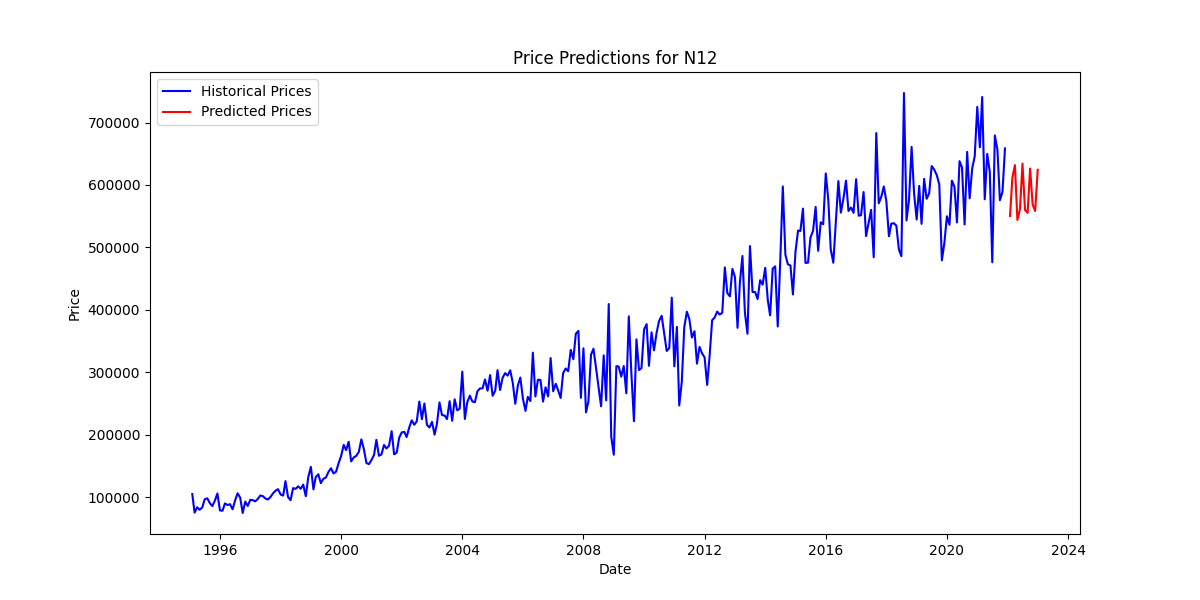 Price Predictions for N12
Historical Prices
Predicted Prices
700000
600000
500000
400000
300000
200000
100000
Price
1996 2000 2004 2008 2012 2016 2020 2024
Date